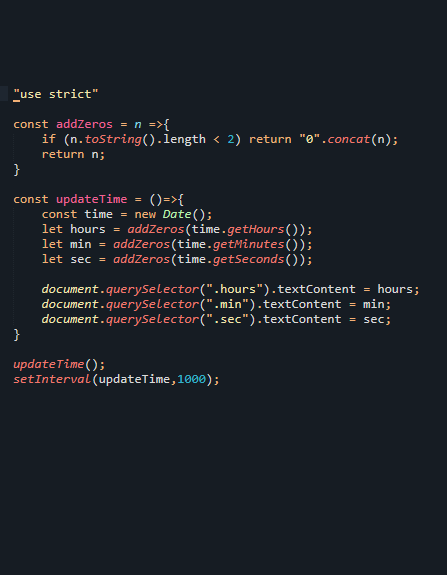 "use strict"
const addZeros = n =>{
    if (n.toString().length < 2) return "0".concat(n);
    return n;
}
const updateTime = ()=>{
    const time = new Date();
    let hours = addZeros(time.getHours());
    let min = addZeros(time.getMinutes());
    let sec = addZeros(time.getSeconds());
    document.querySelector(".hours").textContent = hours;
    document.querySelector(".min").textContent = min;
    document.querySelector(".sec").textContent = sec;
}
updateTime();
setInterval(updateTime,1000);